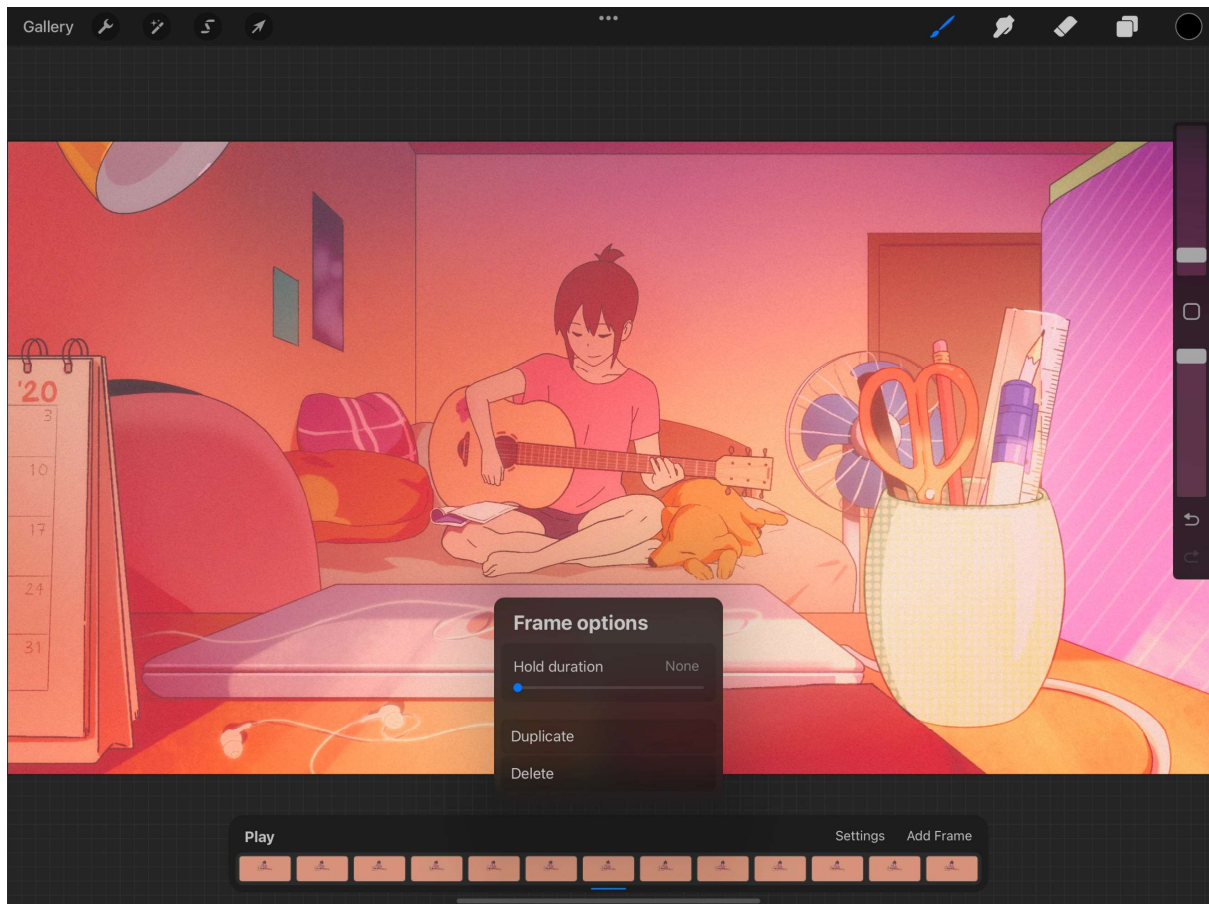 Gallery
'20
3
10
17
24
31
Frame options
Hold duration None
Duplicate
Delete
Play Settings Add Frame